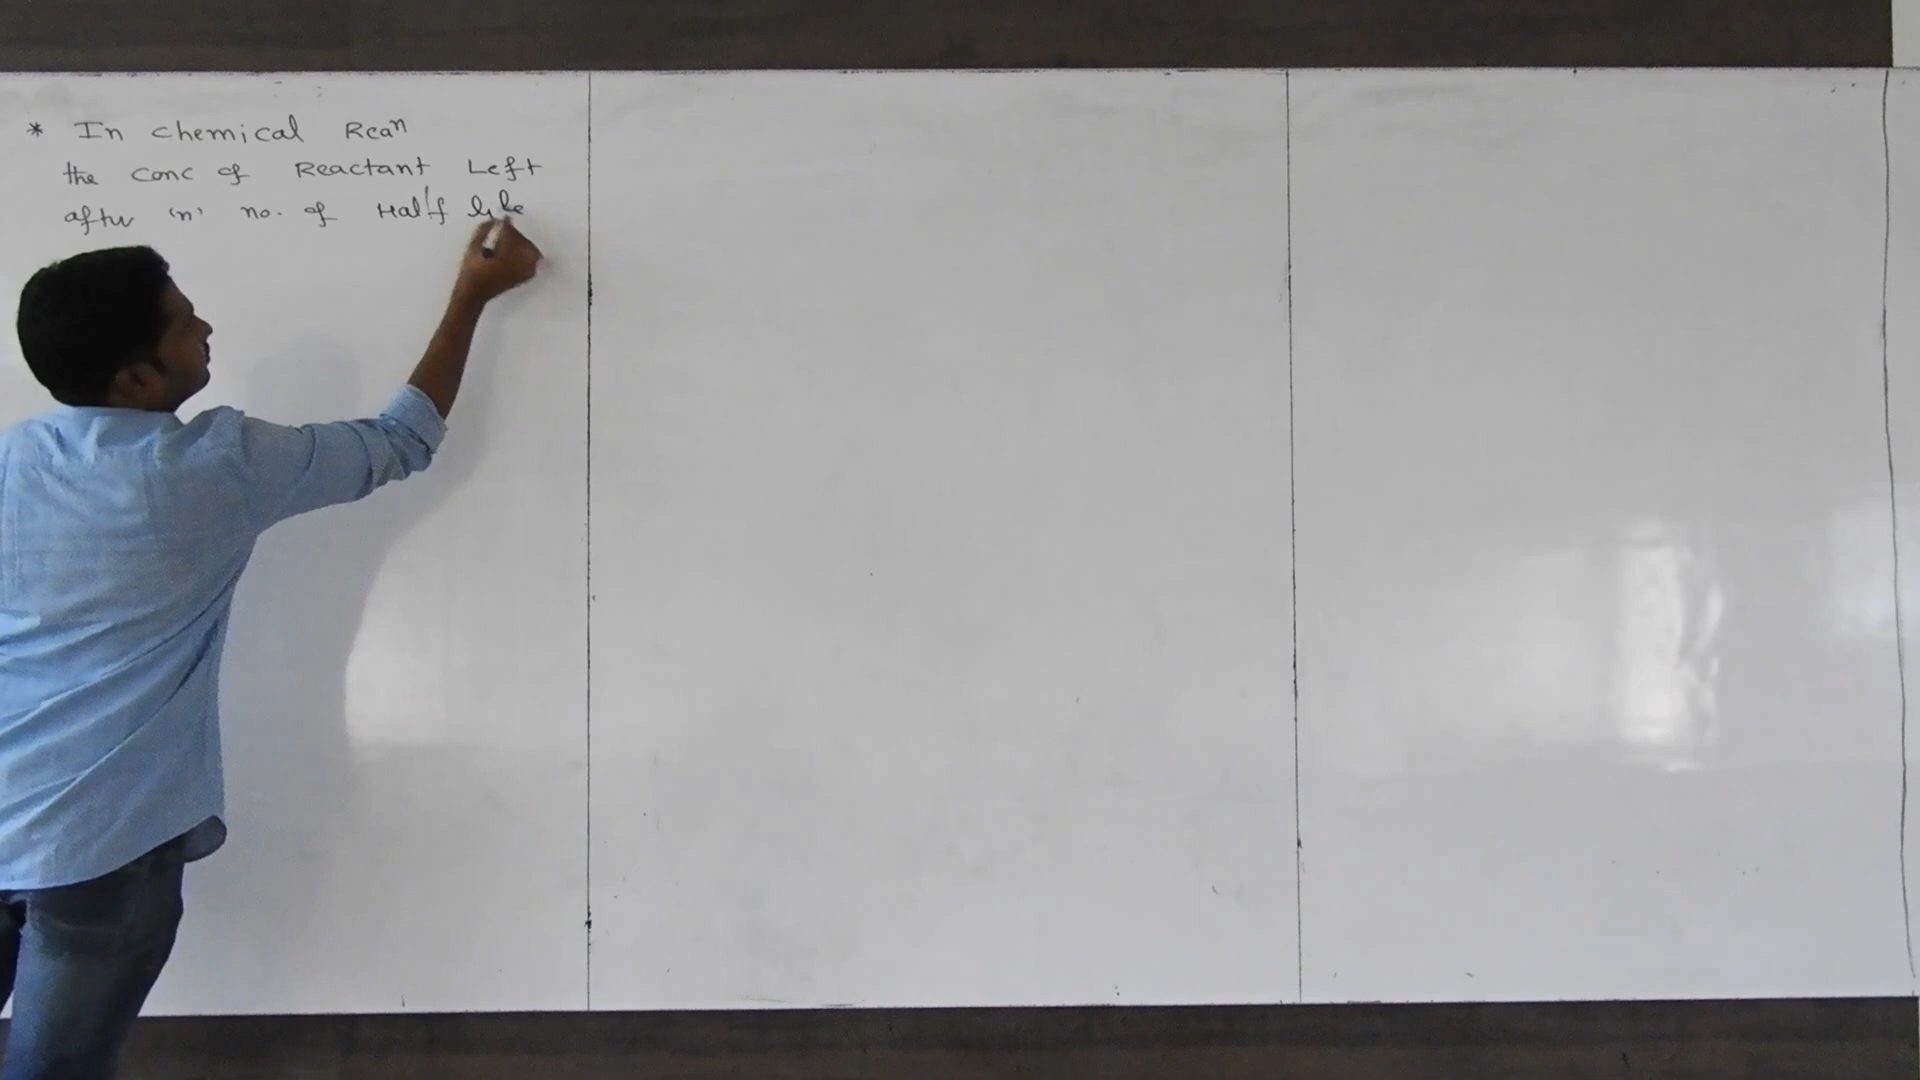 * In chemical Reaⁿ
the conc of Reactant Left
after 'n' no. of Half life